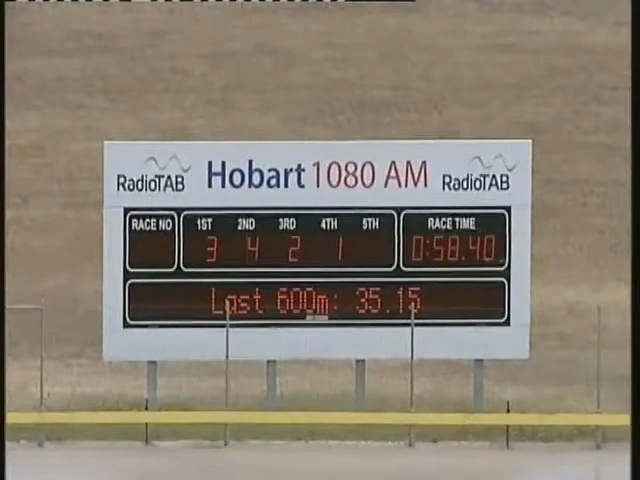 RadioTAB Hobart 1080 AM RadioTAB
RACE NO 1ST 2ND 3RD 4TH 5TH RACE TIME
3 4 2 1 0:58.40
Last 600m: 35.15